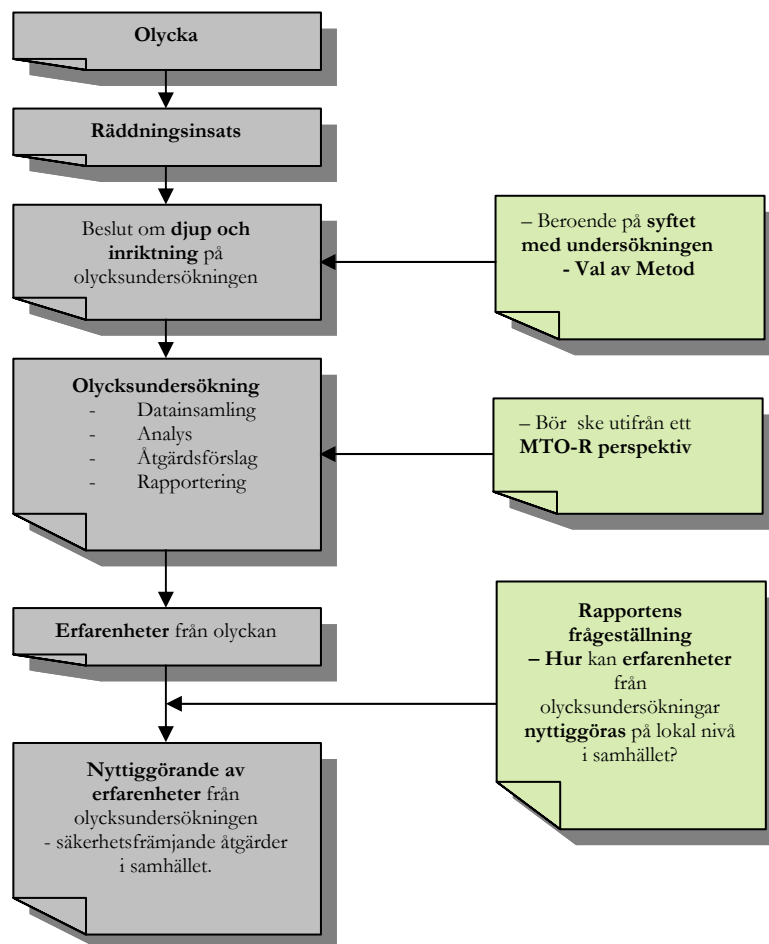 Olycka
Räddningsinsats
Beslut om djup och
inriktning på
olycksundersökningen
– Beroende på syftet
med undersökningen
- Val av Metod
Olycksundersökning
- Datainsamling
- Analys
- Åtgärdsförslag
- Rapportering
– Bör ske utifrån ett
MTO-R perspektiv
Erfarenheter från olyckan
Rapportens
frågeställning
– Hur kan erfarenheter
från
olycksundersökningar
nyttiggöras på lokal nivå
i samhället?
Nyttiggörande av
erfarenheter från
olycksundersökningen
- säkerhetsfrämjande åtgärder
i samhället.